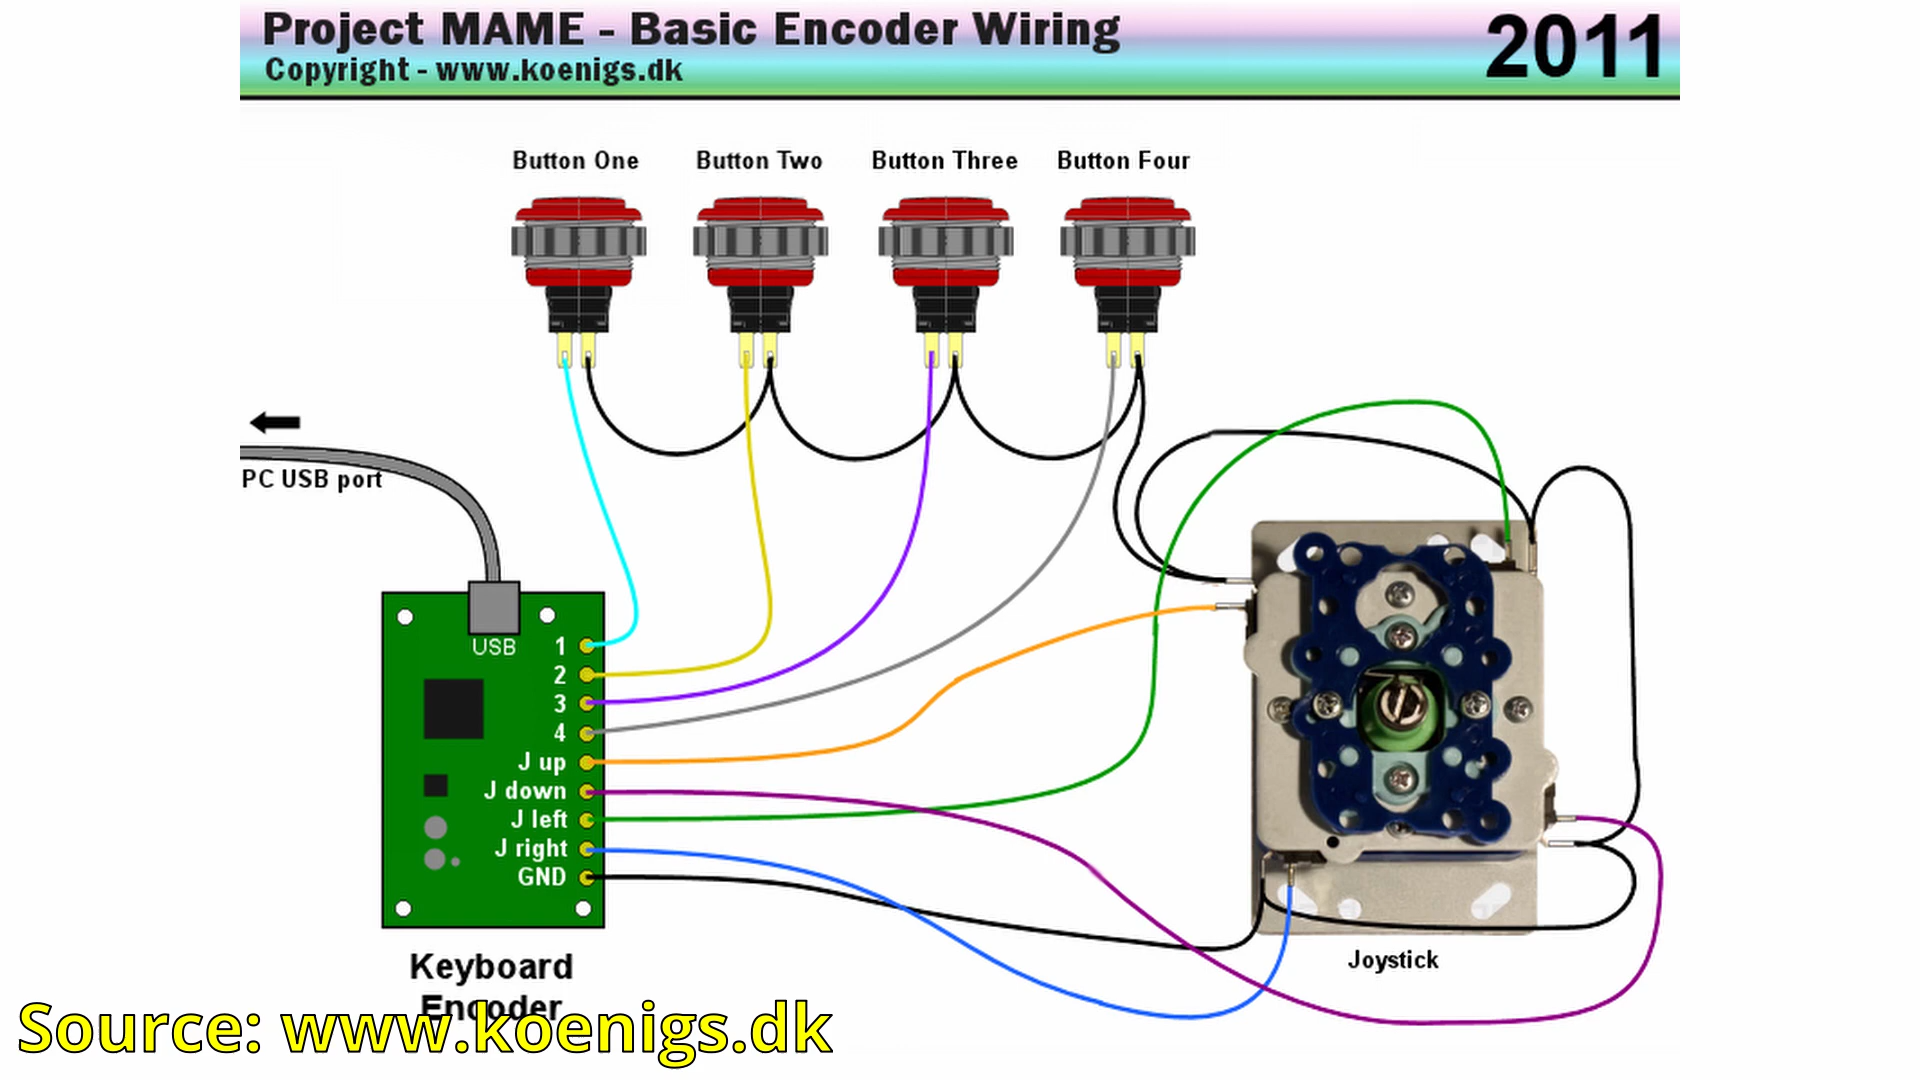 Project MAME - Basic Encoder Wiring
2011
Copyright - www.koenigs.dk
Button One
Button Two
Button Three
Button Four
PC USB port
USB
1
2
3
4
J up
J down
J left
J right
GND
Keyboard
Encoder
Joystick
Source: www.koenigs.dk